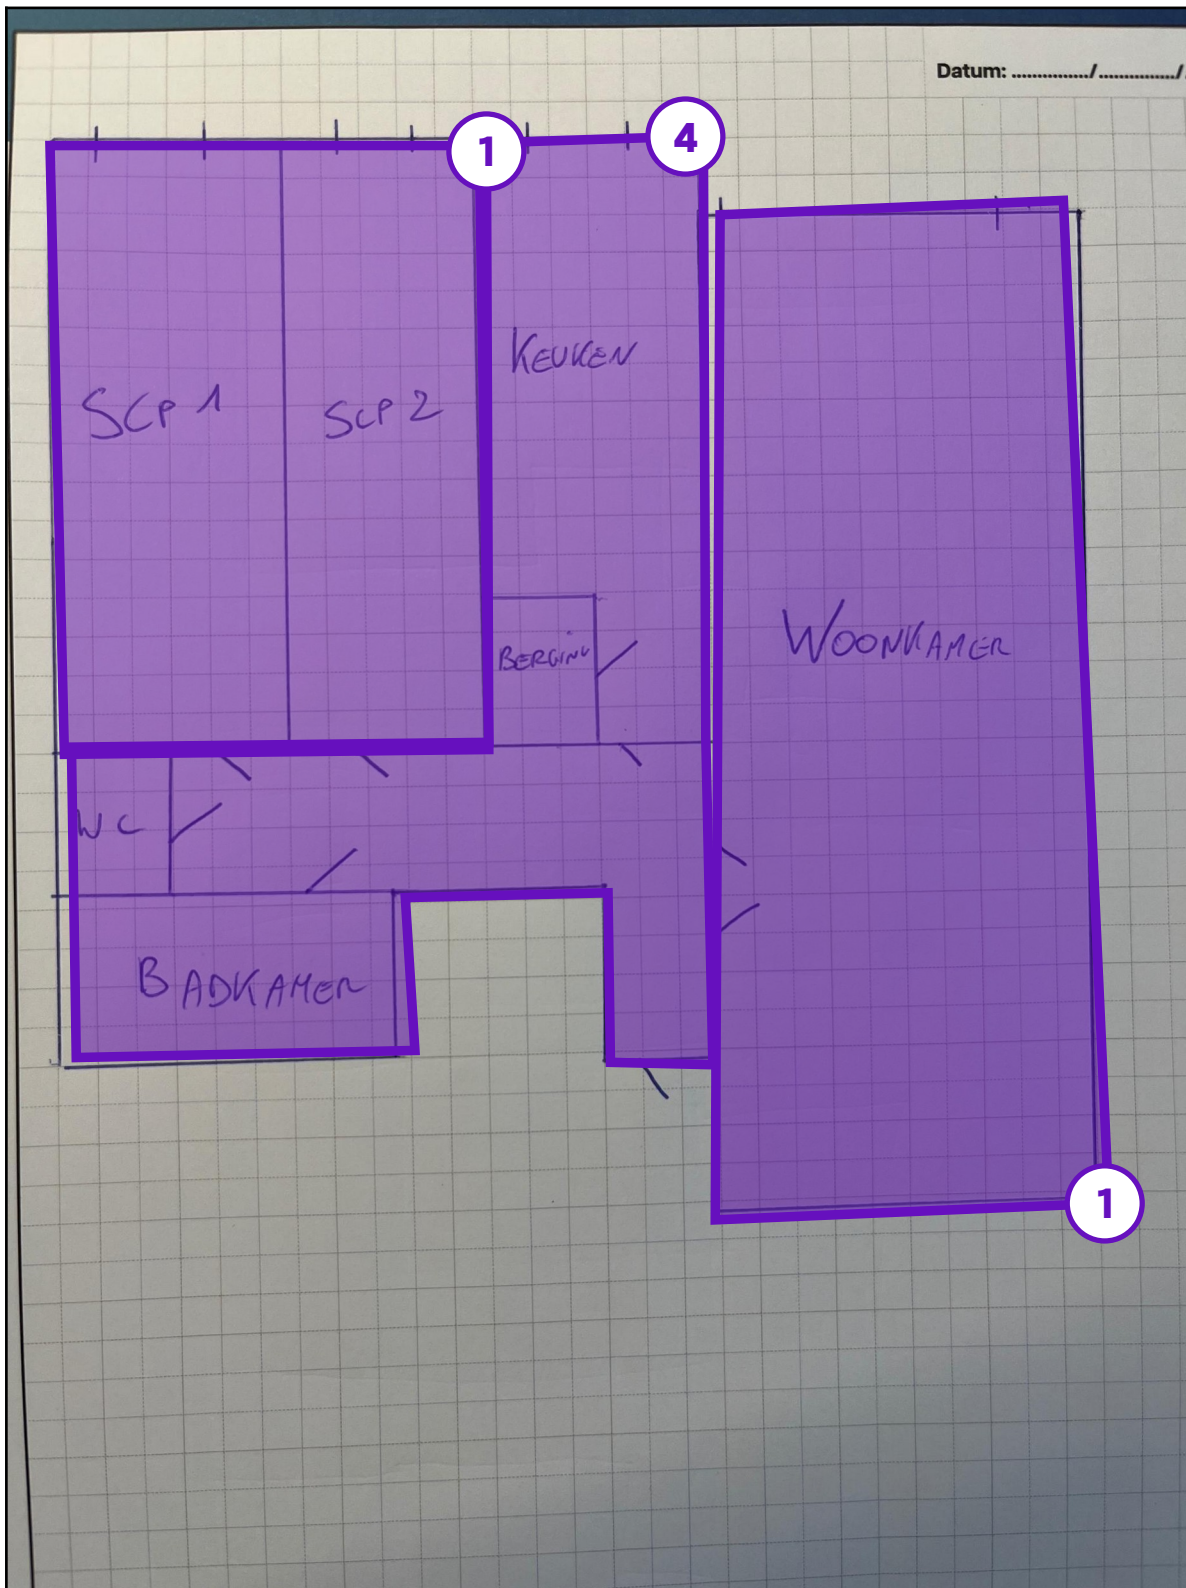 Datum: ............../............../
1
4
KEUKEN
SCP 1
SCP 2
WOONKAMER
BERGING
WC
BADKAMER
1